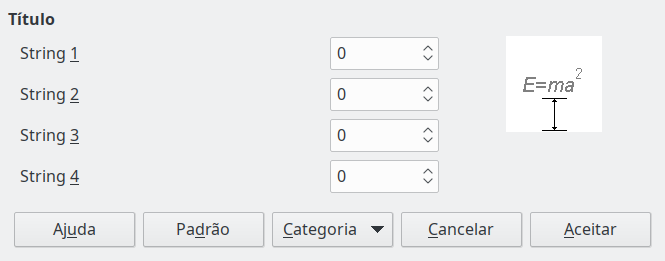 Título
String 1 0
String 2 0
String 3 0
String 4 0
E=ma²
Ajuda Padrão Categoria Cancelar Aceitar